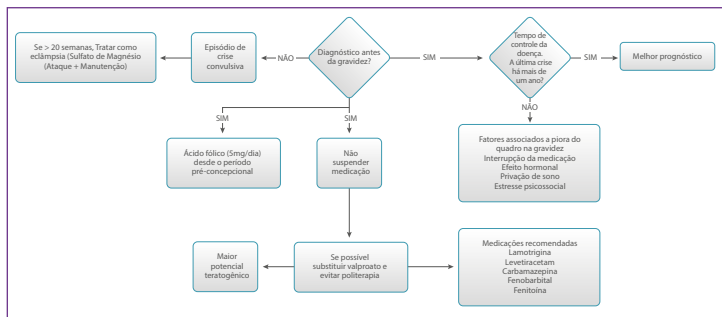 Se > 20 semanas, Tratar como
eclâmpsia (Sulfato de Magnésio
(Ataque + Manutenção)
Episódio de
crise
convulsiva
NÃO
Diagnóstico antes
da gravidez?
SIM
Tempo de
controle da
doença.
A última crise
há mais de
um ano?
SIM
Melhor prognóstico
SIM
SIM
NÃO
Ácido fólico (5mg/dia)
desde o período
pré-concepcional
Não
suspender
medicação
Fatores associados a piora do
quadro na gravidez
Interrupção da medicação
Efeito hormonal
Privação de sono
Estresse psicossocial
Maior
potencial
teratogênico
Se possível
substituir valproato e
evitar politerapia
Medicações recomendadas
Lamotrigina
Levetiracetam
Carbamazepina
Fenobarbital
Fenitoína